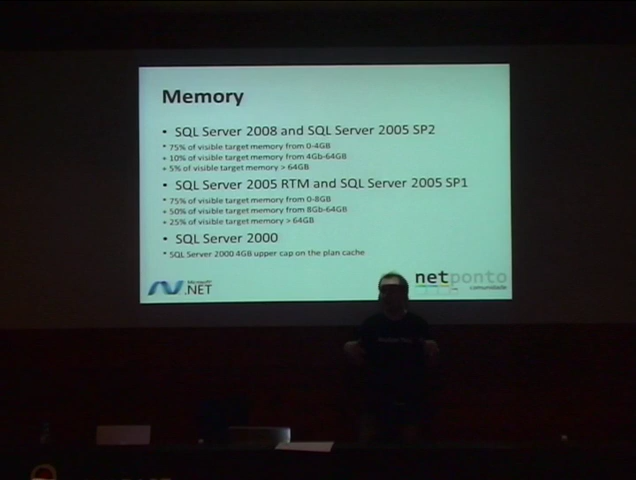 Memory
• SQL Server 2008 and SQL Server 2005 SP2
• 75% of visible target memory from 0-4GB
+ 10% of visible target memory from 4Gb-64GB
+ 5% of visible target memory > 64GB
• SQL Server 2005 RTM and SQL Server 2005 SP1
• 75% of visible target memory from 0-8GB
+ 50% of visible target memory from 8Gb-64GB
+ 25% of visible target memory > 64GB
• SQL Server 2000
• SQL Server 2000 4GB upper cap on the plan cache
Microsoft
.NET
netponto
comunidade